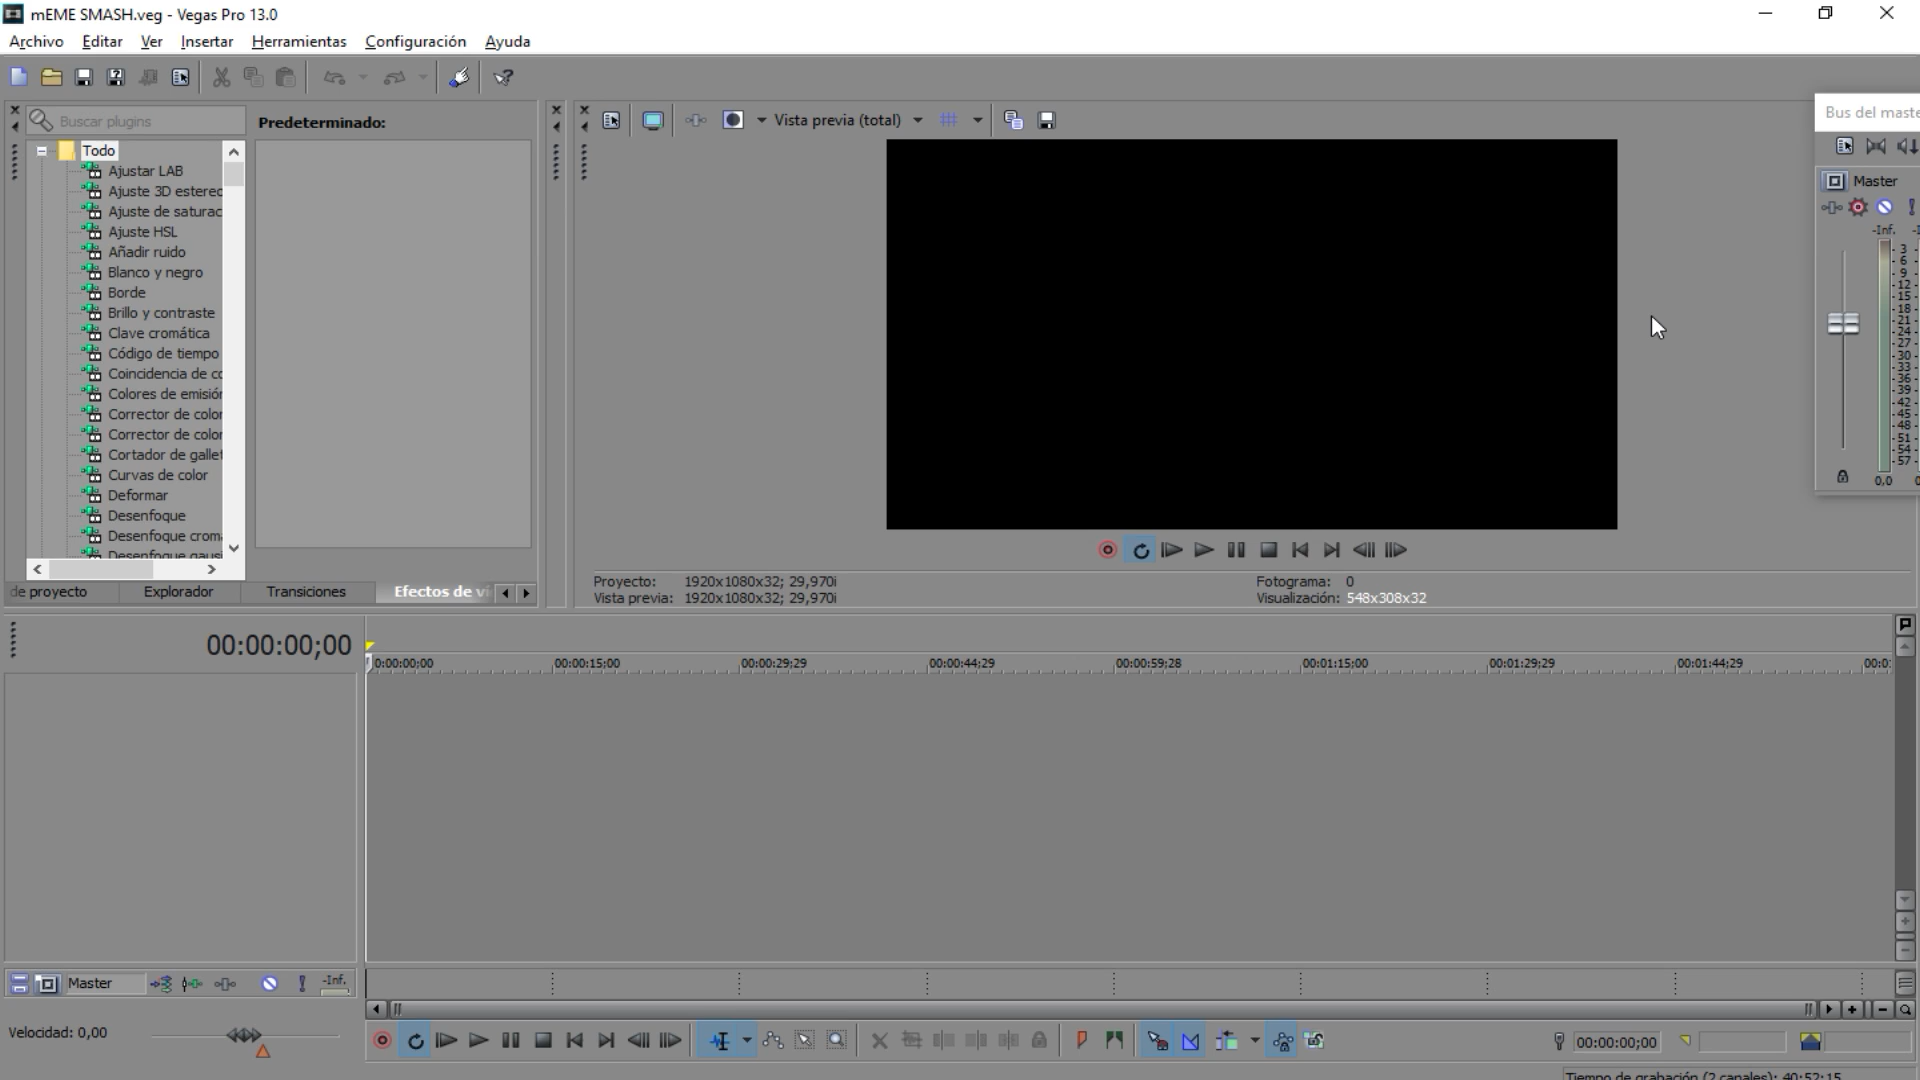 mEME SMASH.veg - Vegas Pro 13.0
Archivo Editar Ver Insertar Herramientas Configuración Ayuda
Buscar plugins
Predeterminado:
Vista previa (total)
Bus del maste
Todo
Ajustar LAB
Ajuste 3D estereo
Ajuste de saturac
Ajuste HSL
Añadir ruido
Blanco y negro
Borde
Brillo y contraste
Clave cromática
Código de tiempo
Coincidencia de co
Colores de emisión
Corrector de color
Corrector de color
Cortador de gallet
Curvas de color
Deformar
Desenfoque
Desenfoque croma
Desenfoque gausi
Master
-Inf.
3
6
9
12
15
18
21
24
27
30
33
36
39
42
45
48
51
54
57
0,0
de proyecto Explorador Transiciones Efectos de ví
Proyecto: 1920x1080x32; 29,970i
Vista previa: 1920x1080x32; 29,970i
Fotograma: 0
Visualización: 548x308x32
00:00:00;00
0:00:00;00 00:00:15;00 00:00:29;29 00:00:44;29 00:00:59;28 00:01:15;00 00:01:29;29 00:01:44;29 00:0
Master -Inf.
Velocidad: 0,00
00:00:00;00
Tiempo de grabación (2 canales): 40:52:15